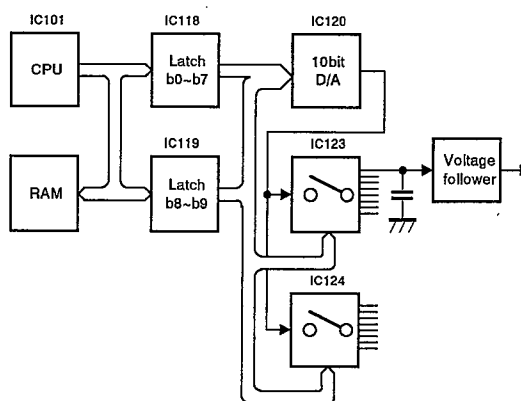 IC101
CPU
IC118
Latch
b0~b7
IC120
10bit
D/A
RAM
IC119
Latch
b8~b9
IC123
Voltage
follower
IC124